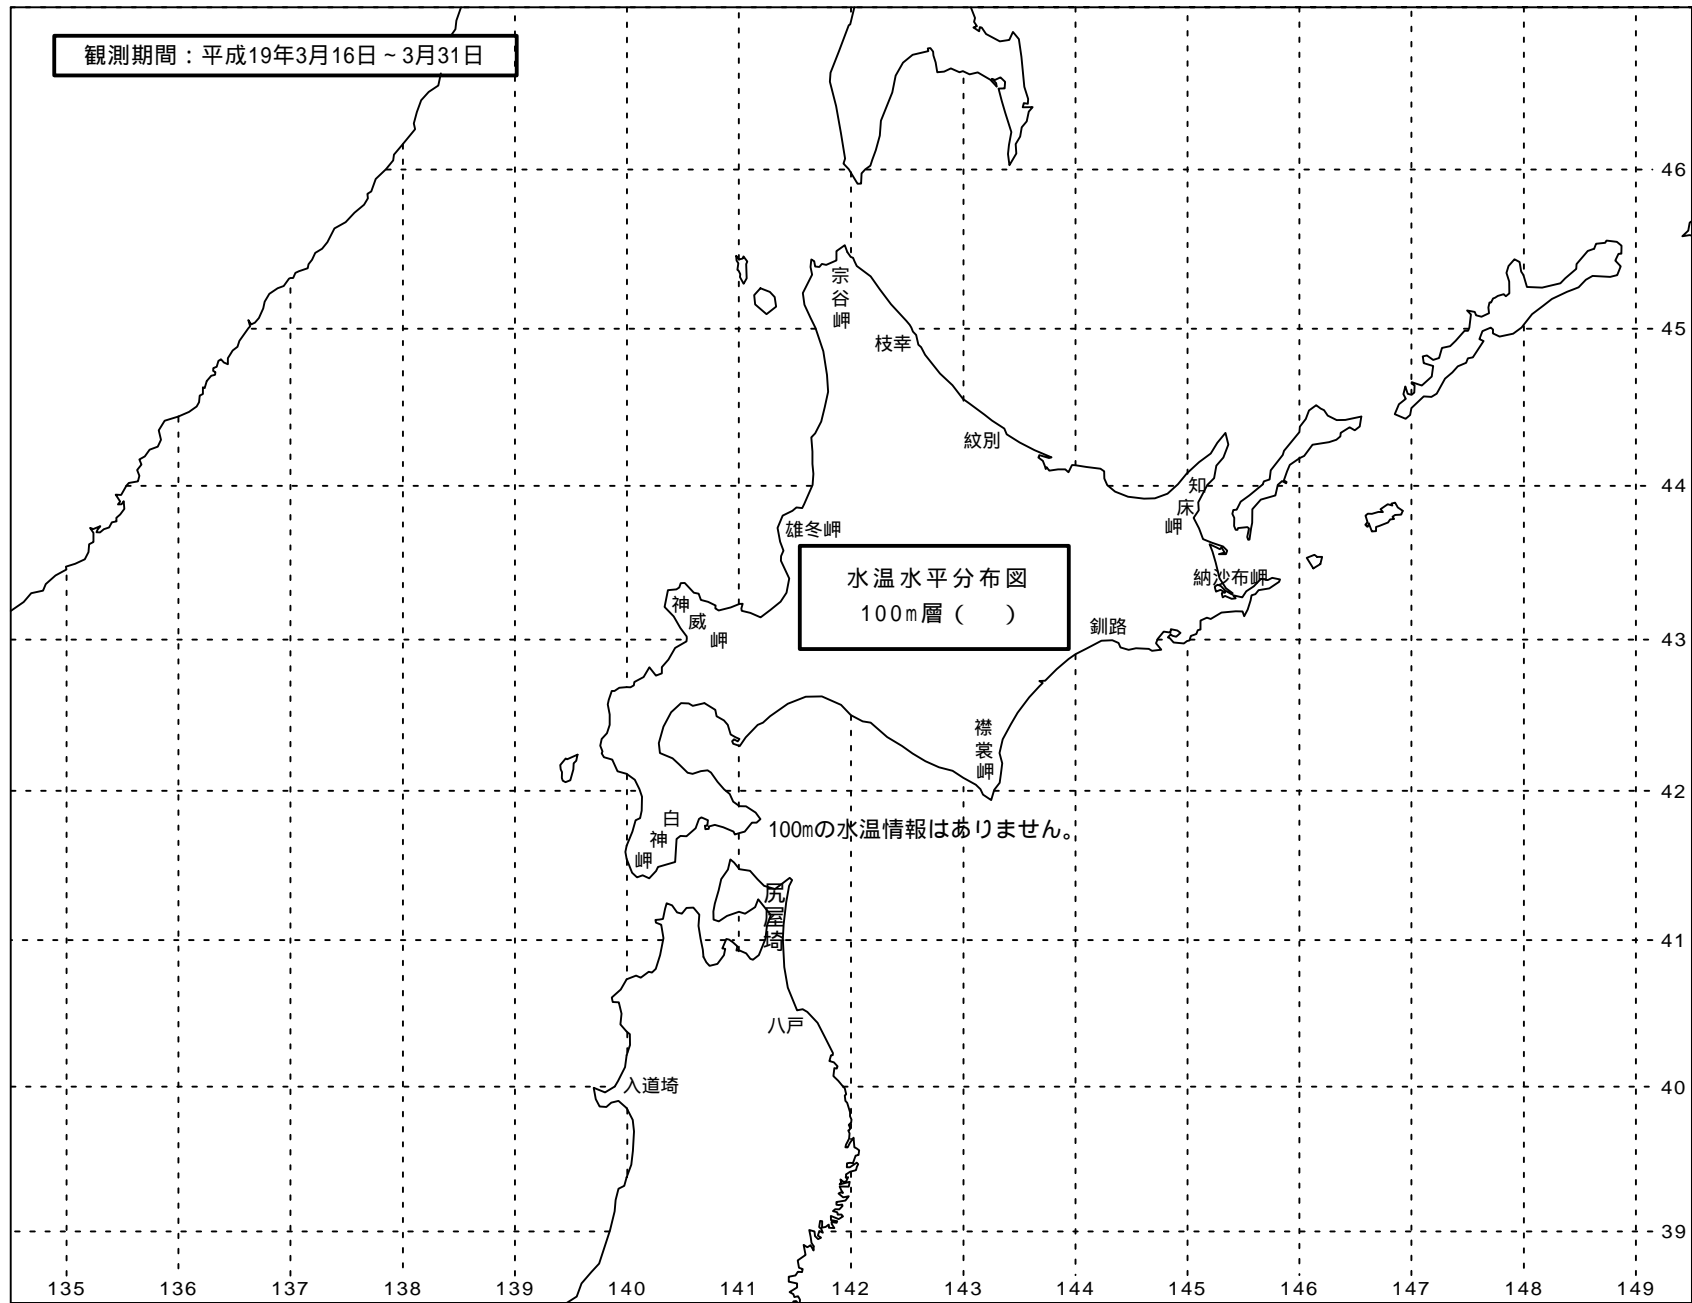 観測期間：平成19年3月16日~3月31日
46
宗谷岬
45
枝幸
紋別
44
知床岬
雄冬岬
水温水平分布図
100m層(　)
納沙布岬
神威岬
釧路
43
襟裳岬
42
白神岬
100mの水温情報はありません。
尻屋埼
41
八戸
入道埼
40
39
135 136 137 138 139 140 141 142 143 144 145 146 147 148 149